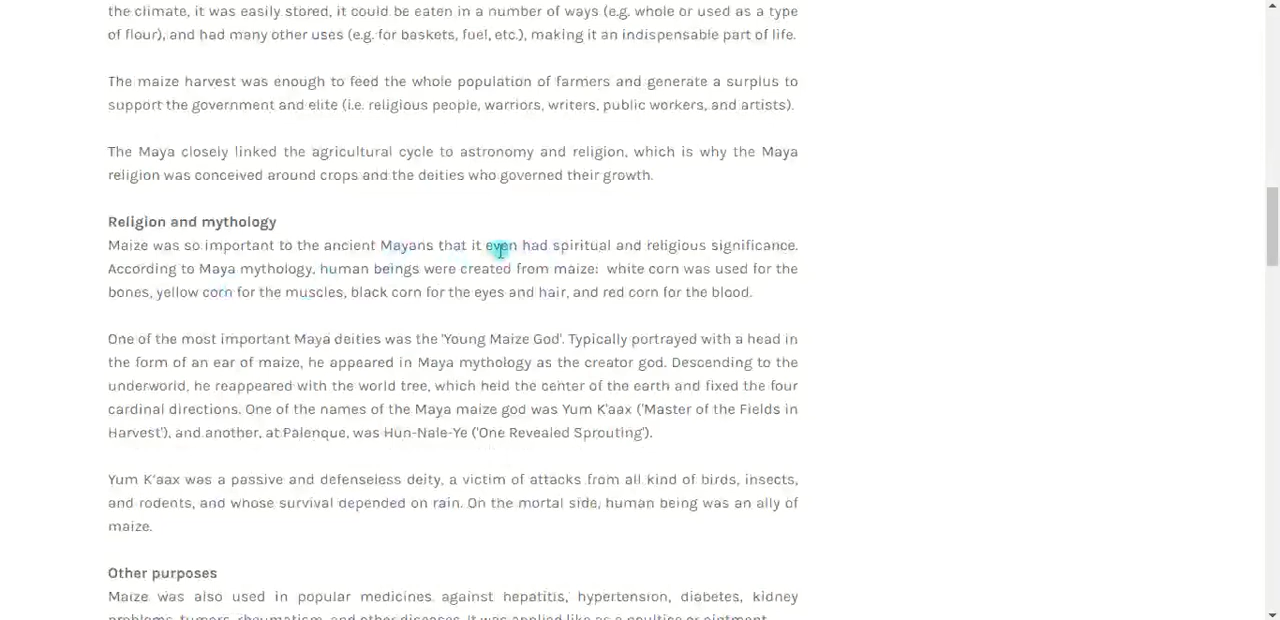 the climate, it was easily stored, it could be eaten in a number of ways (e.g. whole or used as a type
of flour), and had many other uses (e.g. for baskets, fuel, etc.), making it an indispensable part of life.
The maize harvest was enough to feed the whole population of farmers and generate a surplus to
support the government and elite (i.e. religious people, warriors, writers, public workers, and artists).
The Maya closely linked the agricultural cycle to astronomy and religion, which is why the Maya
religion was conceived around crops and the deities who governed their growth.
Religion and mythology
Maize was so important to the ancient Mayans that it even had spiritual and religious significance.
According to Maya mythology, human beings were created from maize: white corn was used for the
bones, yellow corn for the muscles, black corn for the eyes and hair, and red corn for the blood.
One of the most important Maya deities was the 'Young Maize God'. Typically portrayed with a head in
the form of an ear of maize, he appeared in Maya mythology as the creator god. Descending to the
underworld, he reappeared with the world tree, which held the center of the earth and fixed the four
cardinal directions. One of the names of the Maya maize god was Yum K'aax ('Master of the Fields in
Harvest'), and another, at Palenque, was Hun-Nale-Ye ('One Revealed Sprouting').
Yum K'aax was a passive and defenseless deity, a victim of attacks from all kind of birds, insects,
and rodents, and whose survival depended on rain. On the mortal side, human being was an ally of
maize.
Other purposes
Maize was also used in popular medicines against hepatitis, hypertension, diabetes, kidney
problems, tumors, rheumatism, and other diseases. It was applied like as a poultice or ointment